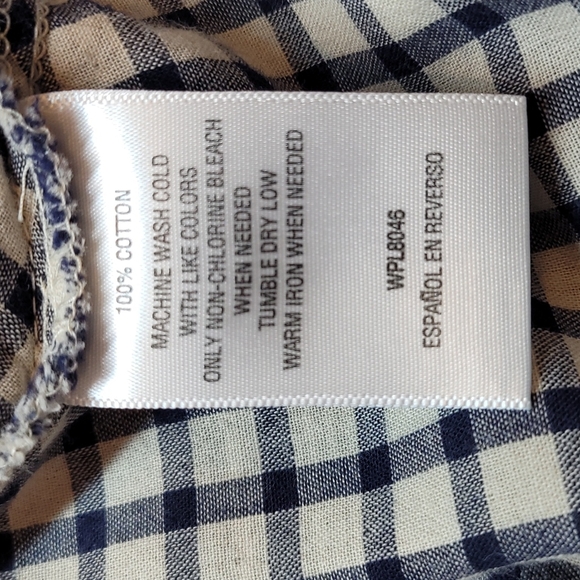 100% COTTON
MACHINE WASH COLD
WITH LIKE COLORS
ONLY NON-CHLORINE BLEACH
WHEN NEEDED
TUMBLE DRY LOW
WARM IRON WHEN NEEDED
WPL8046
ESPAÑOL EN REVERSO